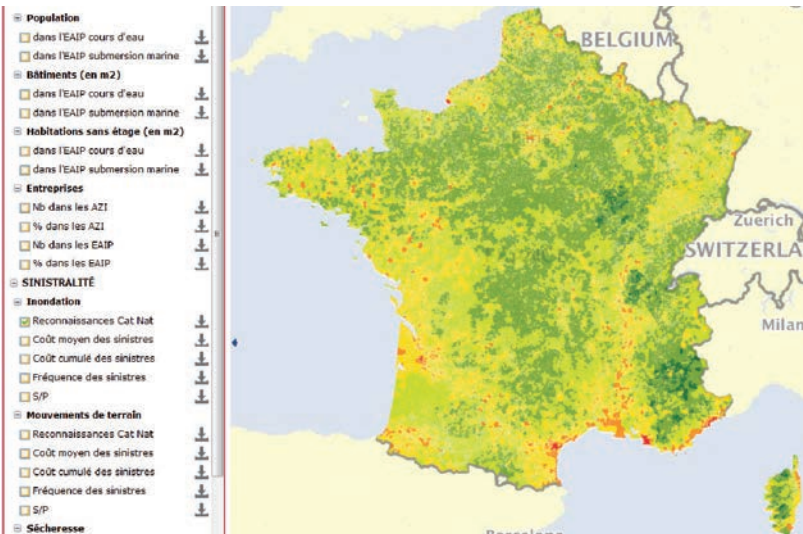 Population
dans l'EAIP cours d'eau
dans l'EAIP submersion marine
Bâtiments (en m2)
dans l'EAIP cours d'eau
dans l'EAIP submersion marine
Habitations sans étage (en m2)
dans l'EAIP cours d'eau
dans l'EAIP submersion marine
Entreprises
Nb dans les AZI
% dans les AZI
Nb dans les EAIP
% dans les EAIP
SINISTRALITÉ
Inondation
Reconnaissances Cat Nat
Coût moyen des sinistres
Coût cumulé des sinistres
Fréquence des sinistres
S/P
Mouvements de terrain
Reconnaissances Cat Nat
Coût moyen des sinistres
Coût cumulé des sinistres
Fréquence des sinistres
S/P
Sécheresse
BELGIUM
Zuerich
SWITZERLA
Milan